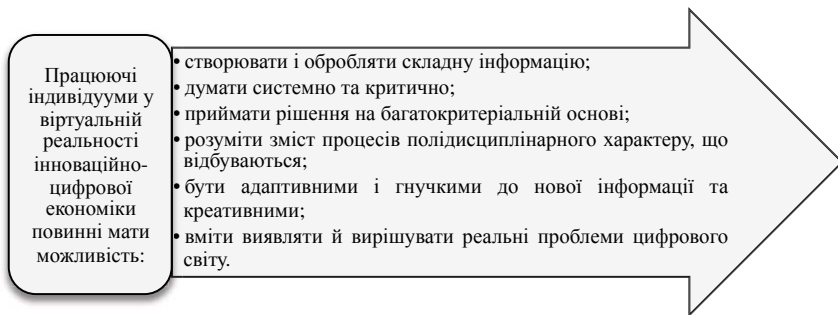 Працюючі
індивідууми у
віртуальній
реальності
інноваційно-
цифрової
економіки
повинні мати
можливість:
• створювати і обробляти складну інформацію;
• думати системно та критично;
• приймати рішення на багатокритеріальній основі;
• розуміти зміст процесів полідисциплінарного характеру, що
відбуваються;
• бути адаптивними і гнучкими до нової інформації та
креативними;
• вміти виявляти й вирішувати реальні проблеми цифрового
світу.